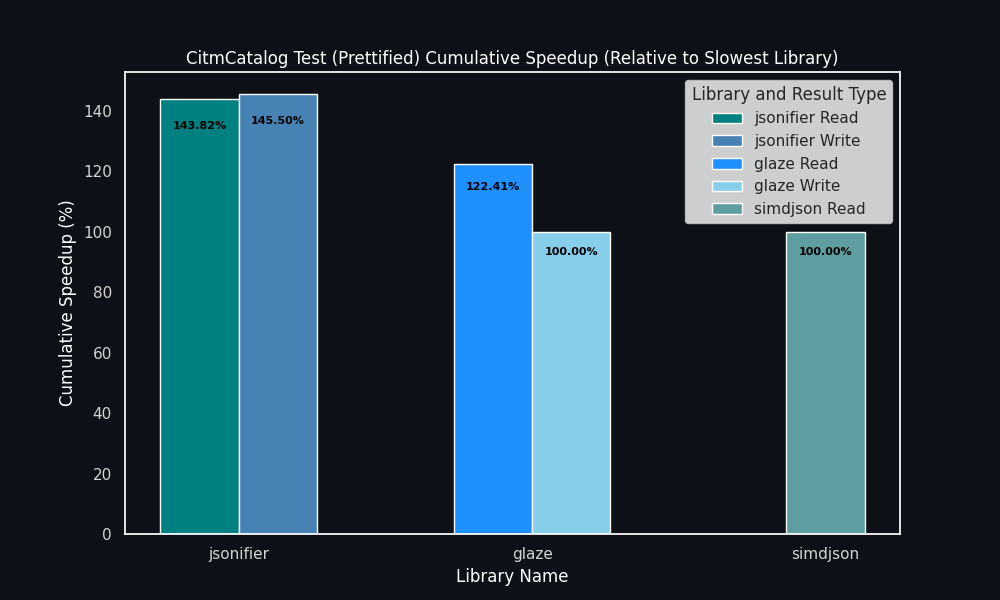 CitmCatalog Test (Prettified) Cumulative Speedup (Relative to Slowest Library)
Library and Result Type
jsonifier Read
jsonifier Write
glaze Read
glaze Write
simdjson Read
Cumulative Speedup (%)
140
120
100
80
60
40
20
0
143.82%
145.50%
122.41%
100.00%
100.00%
jsonifier
glaze
simdjson
Library Name